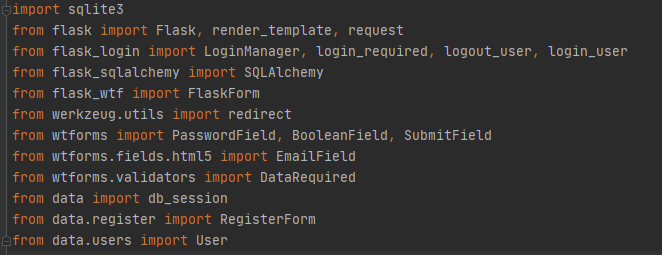 import sqlite3
from flask import Flask, render_template, request
from flask_login import LoginManager, login_required, logout_user, login_user
from flask_sqlalchemy import SQLAlchemy
from flask_wtf import FlaskForm
from werkzeug.utils import redirect
from wtforms import PasswordField, BooleanField, SubmitField
from wtforms.fields.html5 import EmailField
from wtforms.validators import DataRequired
from data import db_session
from data.register import RegisterForm
from data.users import User